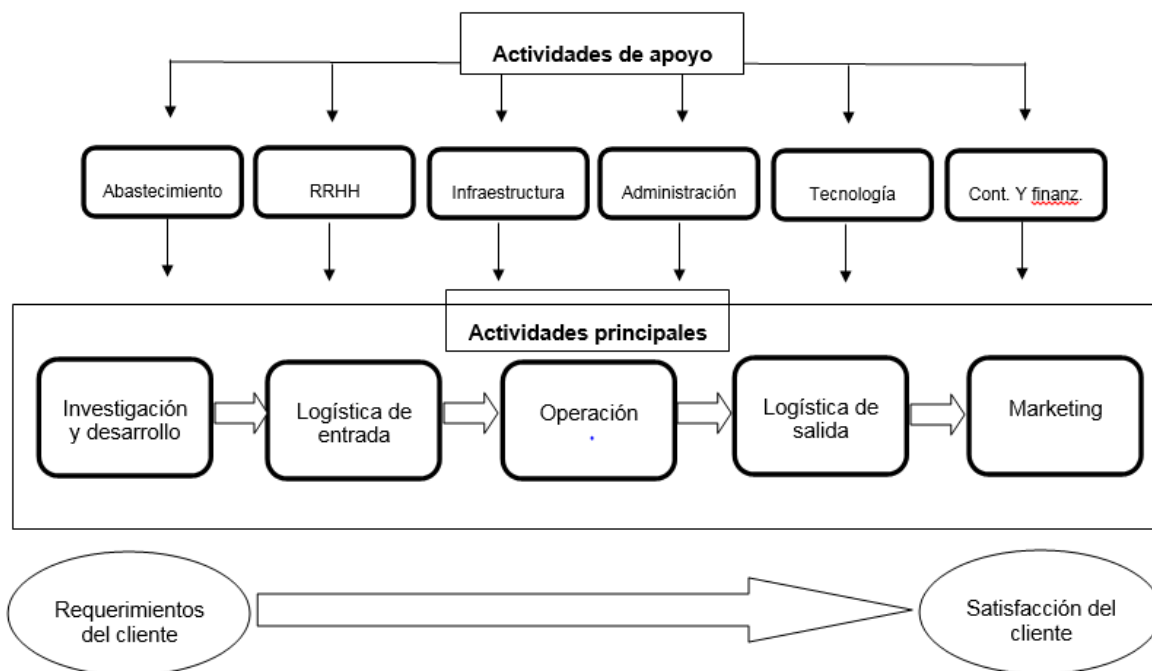 Actividades de apoyo
Abastecimiento
RRHH
Infraestructura
Administración
Tecnología
Cont. Y finanz.
Actividades principales
Investigación
y desarrollo
Logística de
entrada
Operación
Logística de
salida
Marketing
Requerimientos
del cliente
Satisfacción del
cliente